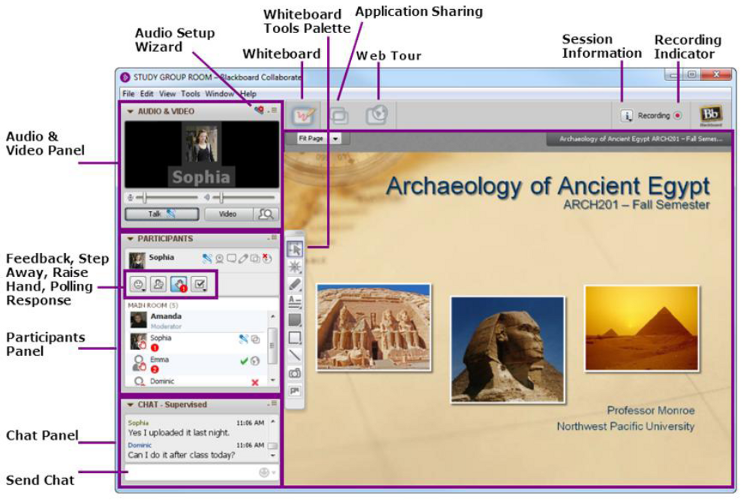 Audio Setup
Wizard
Whiteboard
Tools Palette
Whiteboard
Application Sharing
Web Tour
Session
Information
Recording
Indicator
STUDY GROUP ROOM – Blackboard Collaborate
File Edit View Tools Window Help
Audio &
Video Panel
AUDIO & VIDEO
Sophia
Talk
Video
Recording
Bb
Blackboard
Fit Page
Archaeology of Ancient Egypt ARCH201 – Fall Semes...
Archaeology of Ancient Egypt
ARCH201 – Fall Semester
Feedback, Step
Away, Raise
Hand, Polling
Response
PARTICIPANTS
Sophia
1
MAIN ROOM (5)
Amanda
Moderator
Participants
Panel
Sophia
1
Emma
2
Dominic
Chat Panel
CHAT - Supervised
Sophia 11:06 AM
Yes I uploaded it last night.
Dominic 11:06 AM
Can I do it after class today?
Send Chat
Professor Monroe
Northwest Pacific University